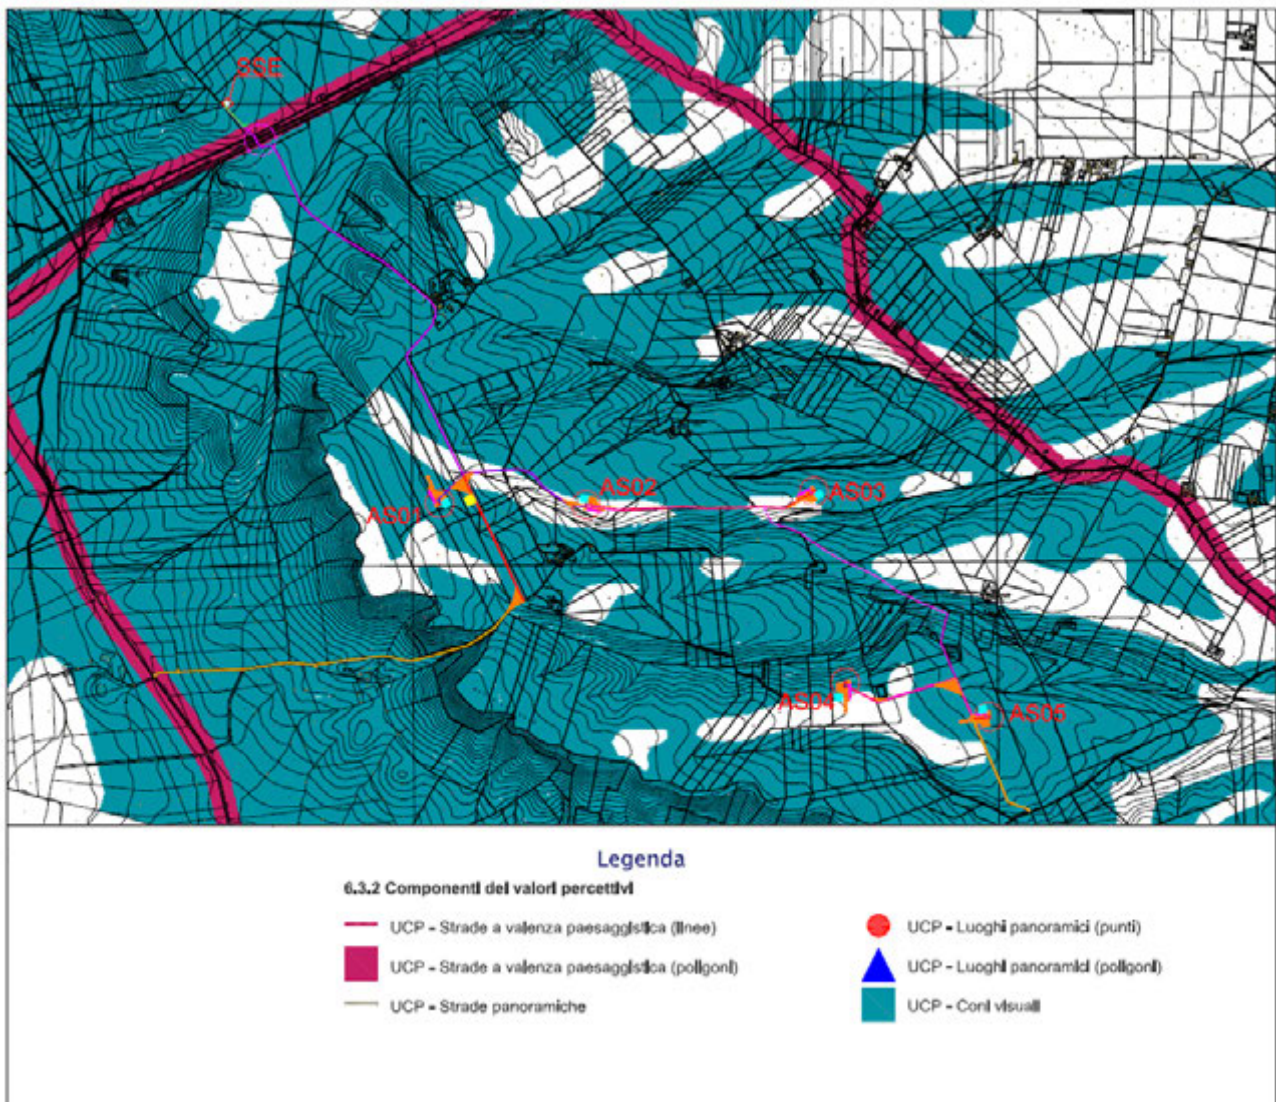 SSE
AS02
AS03
AS01
AS04
AS05
Legenda
6.3.2 Componenti dei valori percettivi
UCP - Strade a valenza paesaggistica (linee)
UCP - Strade a valenza paesaggistica (poligoni)
UCP - Strade panoramiche
UCP - Luoghi panoramici (punti)
UCP - Luoghi panoramici (poligoni)
UCP - Coni visuali